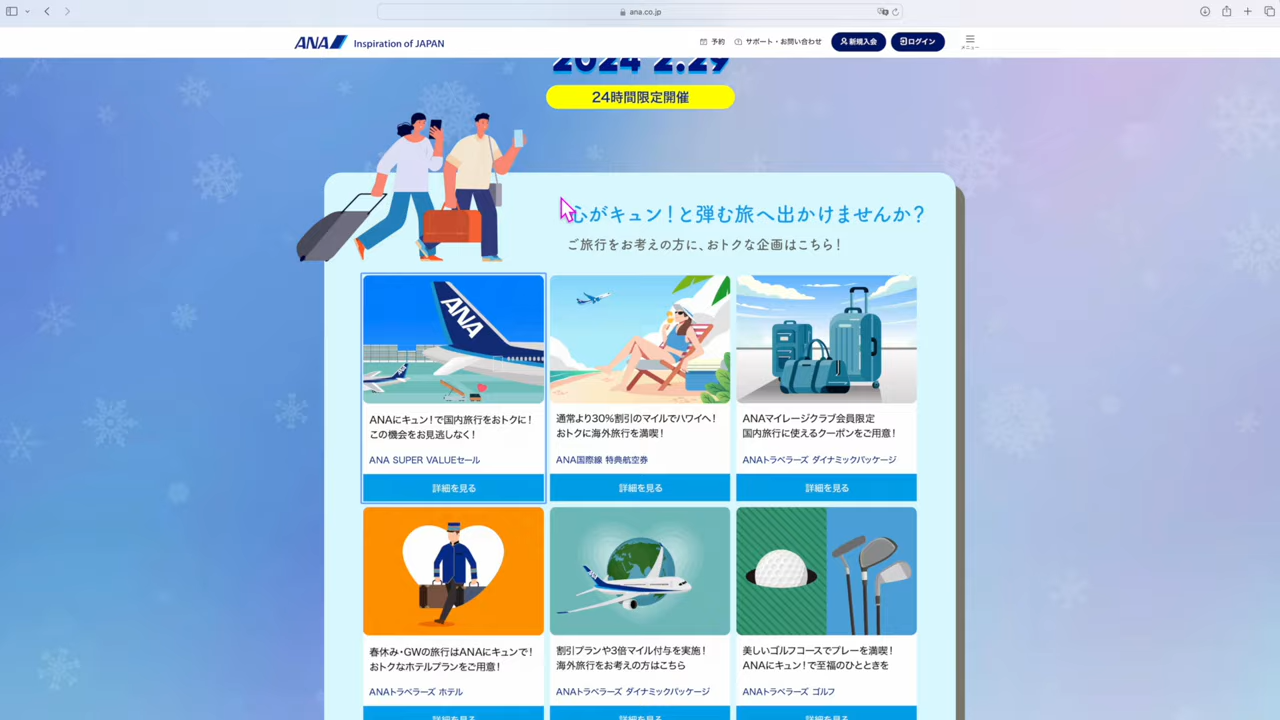 ana.co.jp
ANA Inspiration of JAPAN
予約
サポート・お問い合わせ
新規入会
ログイン
メニュー
2024 2.29
24時間限定開催
心がキュン！と弾む旅へ出かけませんか？
ご旅行をお考えの方に、おトクな企画はこちら！
ANA
ANAにキュン！で国内旅行をおトクに！
この機会をお見逃しなく！
ANA SUPER VALUEセール
詳細を見る
通常より30%割引のマイルでハワイへ！
おトクに海外旅行を満喫！
ANA国際線 特典航空券
詳細を見る
ANAマイレージクラブ会員限定
国内旅行に使えるクーポンをご用意！
ANAトラベラーズ ダイナミックパッケージ
詳細を見る
春休み・GWの旅行はANAにキュンで！
おトクなホテルプランをご用意！
ANAトラベラーズ ホテル
詳細を見る
割引プランや3倍マイル付与を実施！
海外旅行をお考えの方はこちら
ANAトラベラーズ ダイナミックパッケージ
詳細を見る
美しいゴルフコースでプレーを満喫！
ANAにキュン！で至福のひとときを
ANAトラベラーズ ゴルフ
詳細を見る